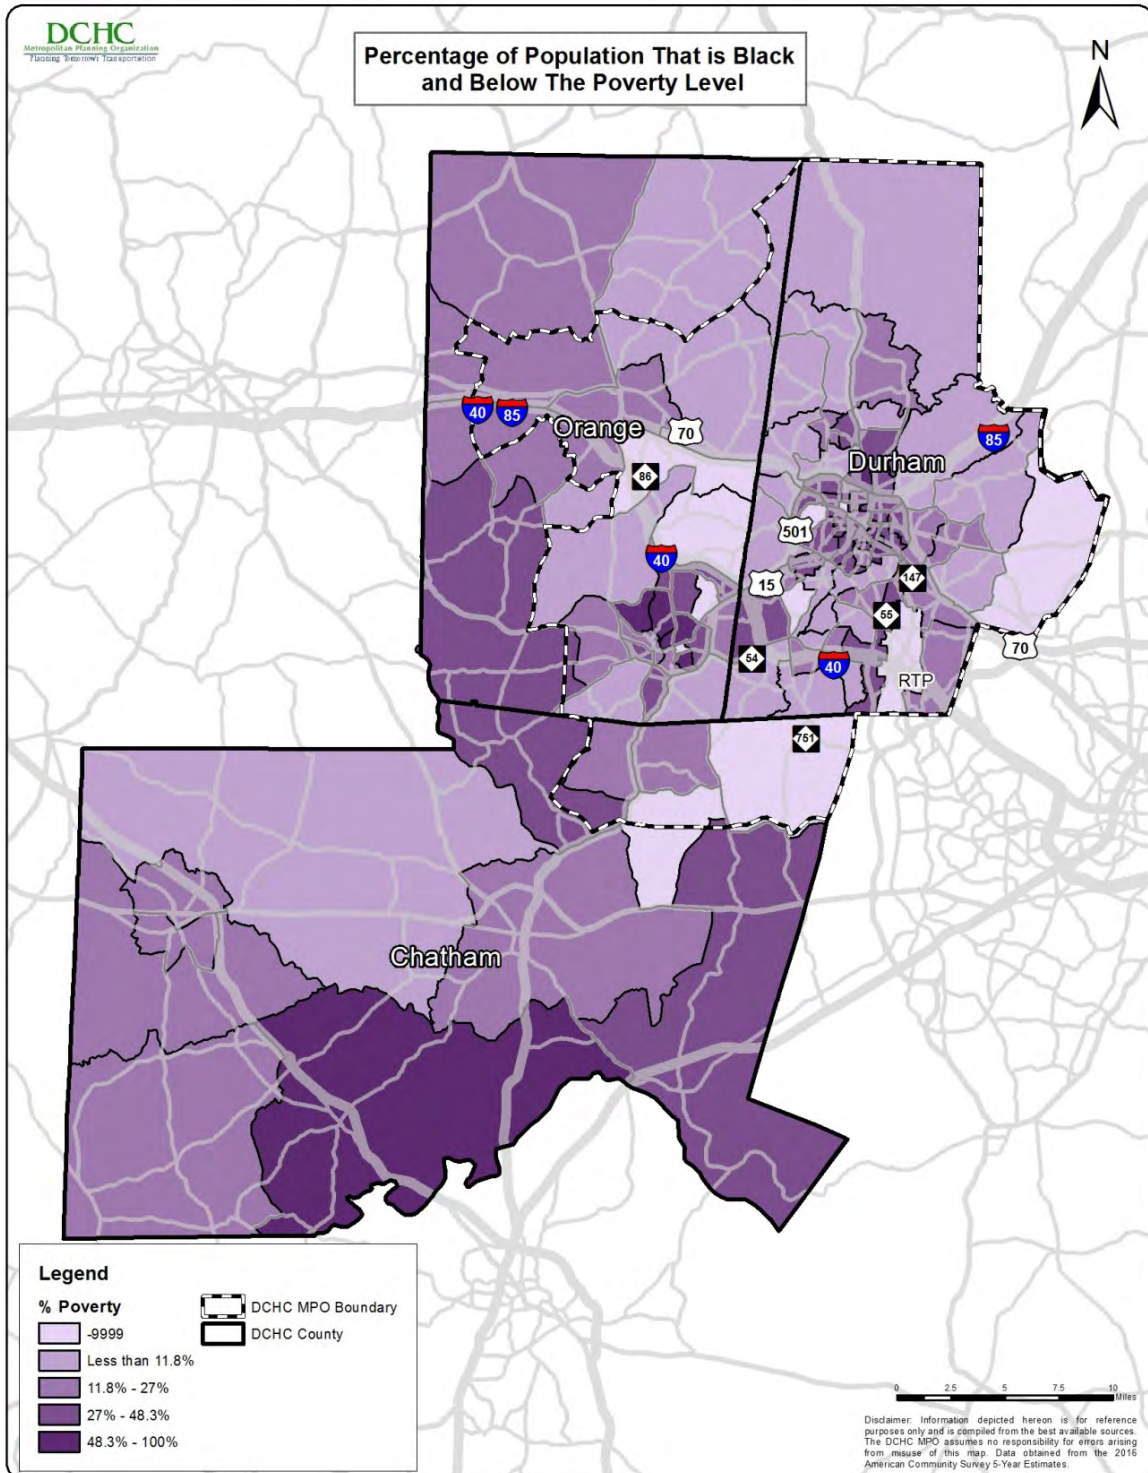 DCHC
Metropolitan Planning Organization
Planning Tomorrow's Transportation
Percentage of Population That is Black
and Below The Poverty Level
N
40
85
Orange
70
86
85
Durham
501
40
15
147
55
54
40
70
RTP
751
Chatham
Legend
% Poverty
-9999
Less than 11.8%
11.8% - 27%
27% - 48.3%
48.3% - 100%
DCHC MPO Boundary
DCHC County
0 2.5 5 7.5 10
Miles
Disclaimer: Information depicted hereon is for reference
purposes only and is compiled from the best available sources.
The DCHC MPO assumes no responsibility for errors arising
from misuse of this map. Data obtained from the 2016
American Community Survey 5-Year Estimates.